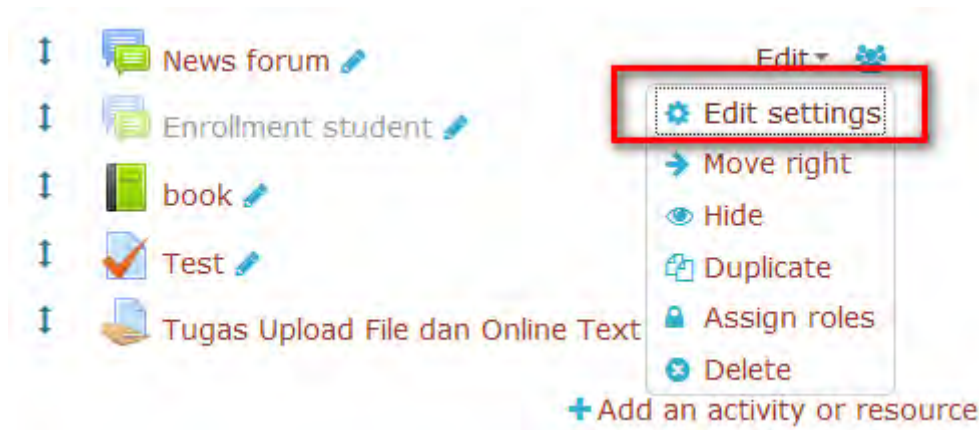 News forum
Edit
Enrollment student
Edit settings
Move right
book
Hide
Test
Duplicate
Tugas Upload File dan Online Text
Assign roles
Delete
Add an activity or resource